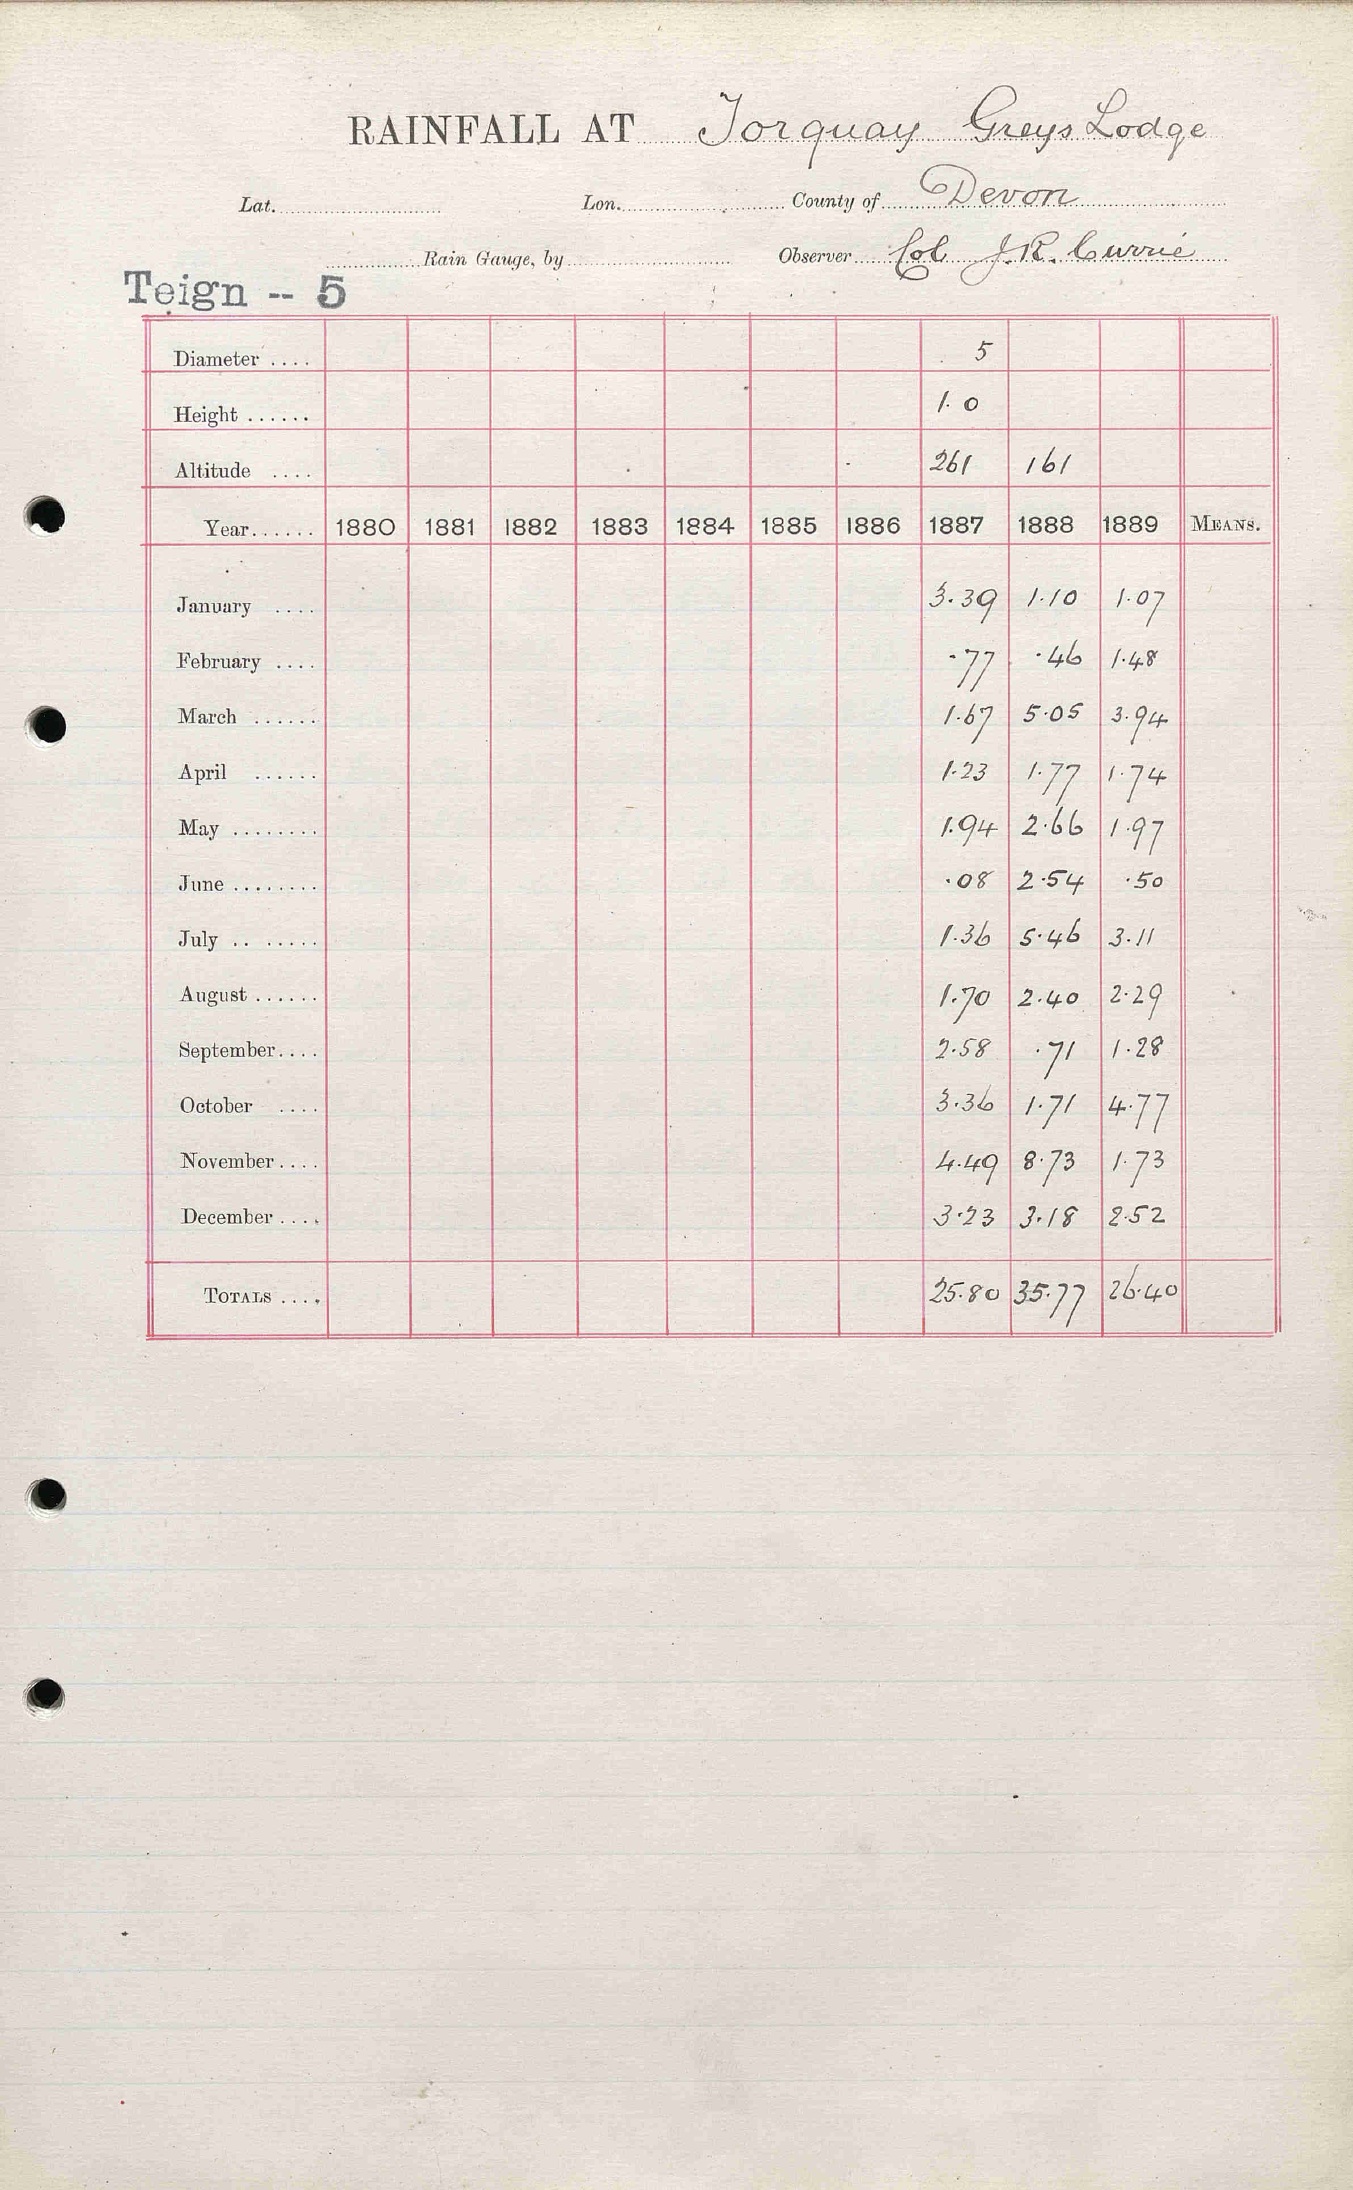 RAINFALL AT Torquay Greys Lodge
Lat. Lon. County of Devon
Rain Gauge, by Observer Col J. R. Currie
Teign -- 5
Diameter .... 5
Height ...... 1.0
Altitude .... 261 161
Year...... 1880 1881 1882 1883 1884 1885 1886 1887 1888 1889 MEANS.
January .... 3.39 1.10 1.07
February .... .77 .46 1.48
March ...... 1.67 5.05 3.94
April ...... 1.23 1.77 1.74
May ........ 1.94 2.66 1.97
June ........ .08 2.54 .50
July .. ..... 1.36 5.46 3.11
August ...... 1.70 2.40 2.29
September.... 2.58 .71 1.28
October .... 3.36 1.71 4.77
November.... 4.49 8.73 1.73
December .... 3.23 3.18 2.52
TOTALS .... 25.80 35.77 26.40